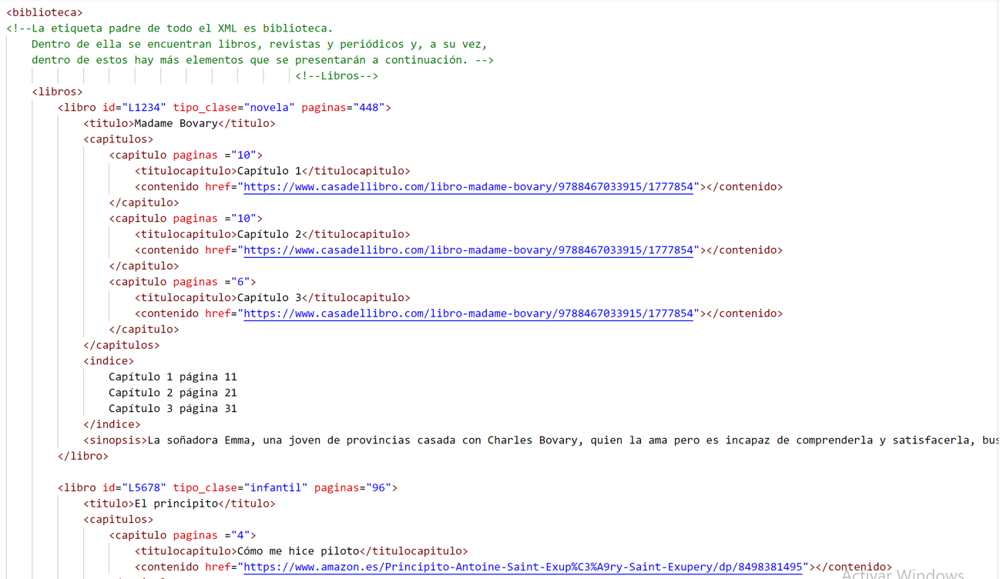 <biblioteca>
<!--La etiqueta padre de todo el XML es biblioteca.
Dentro de ella se encuentran libros, revistas y periódicos y, a su vez,
dentro de estos hay más elementos que se presentarán a continuación. -->
<!--Libros-->
<libros>
<libro id="L1234" tipo_clase="novela" paginas="448">
<titulo>Madame Bovary</titulo>
<capitulos>
<capitulo paginas ="10">
<titulocapitulo>Capítulo 1</titulocapitulo>
<contenido href="https://www.casadellibro.com/libro-madame-bovary/9788467033915/1777854"></contenido>
</capitulo>
<capitulo paginas ="10">
<titulocapitulo>Capítulo 2</titulocapitulo>
<contenido href="https://www.casadellibro.com/libro-madame-bovary/9788467033915/1777854"></contenido>
</capitulo>
<capitulo paginas ="6">
<titulocapitulo>Capítulo 3</titulocapitulo>
<contenido href="https://www.casadellibro.com/libro-madame-bovary/9788467033915/1777854"></contenido>
</capitulo>
</capitulos>
<indice>
Capítulo 1 página 11
Capítulo 2 página 21
Capítulo 3 página 31
</indice>
<sinopsis>La soñadora Emma, una joven de provincias casada con Charles Bovary, quien la ama pero es incapaz de comprenderla y satisfacerla, bus
</libro>
<libro id="L5678" tipo_clase="infantil" paginas="96">
<titulo>El principito</titulo>
<capitulos>
<capitulo paginas ="4">
<titulocapitulo>Cómo me hice piloto</titulocapitulo>
<contenido href="https://www.amazon.es/Principito-Antoine-Saint-Exup%C3%A9ry-Saint-Exupery/dp/8498381495"></contenido>
Activar Windows